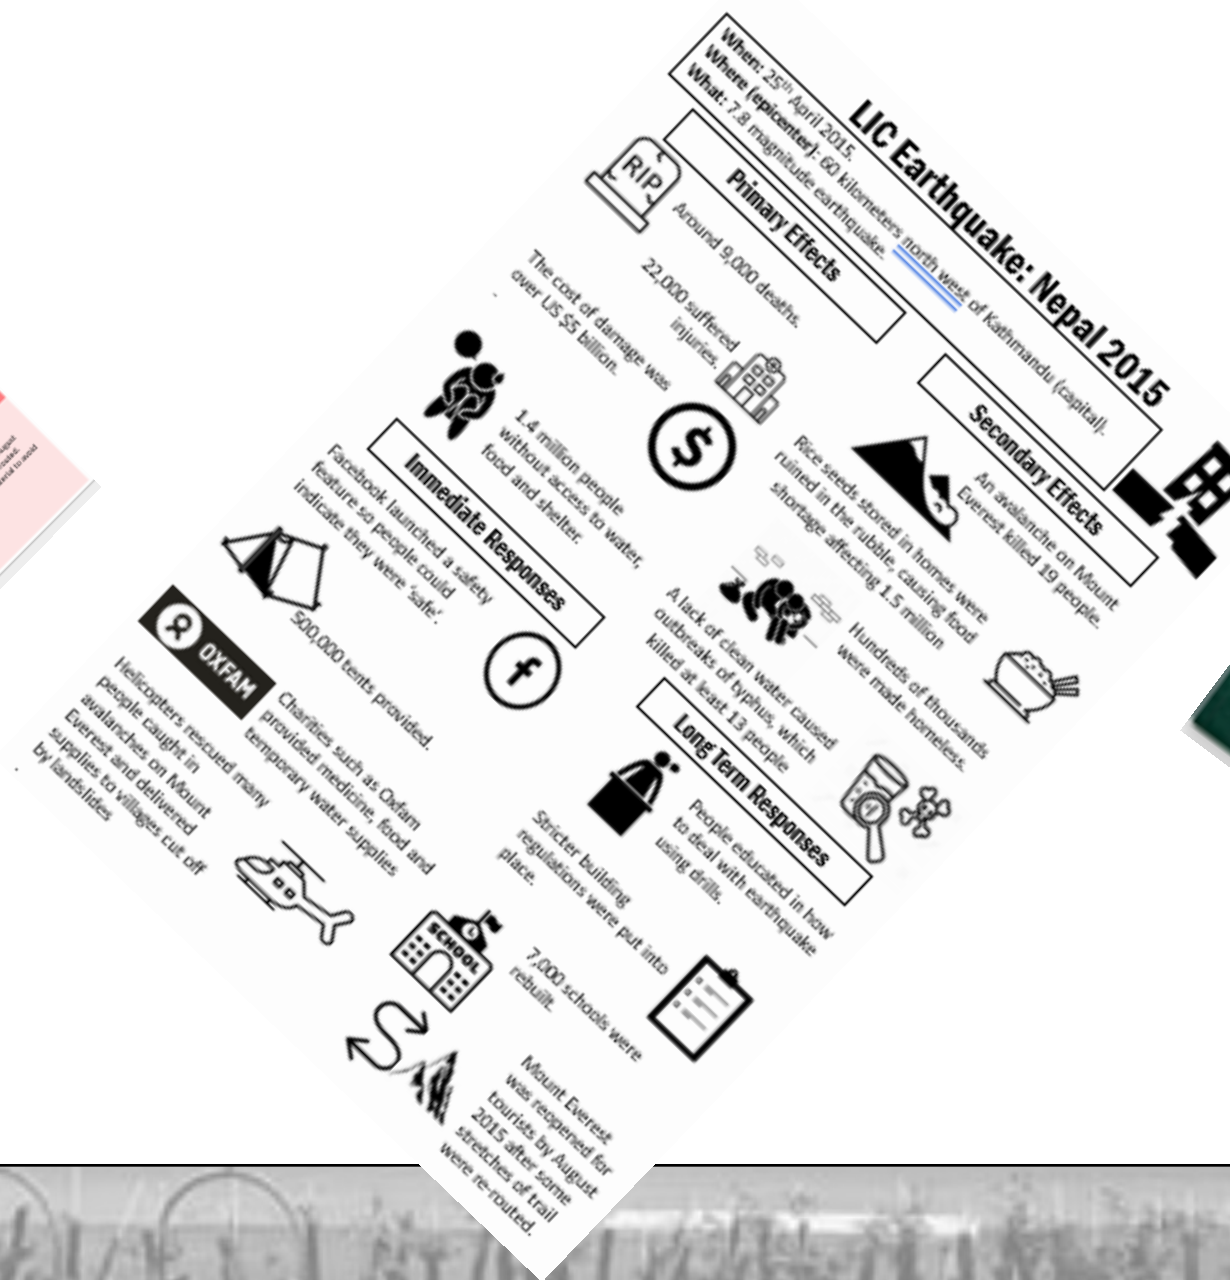 LIC Earthquake: Nepal 2015
When: 25th April 2015.
Where (epicenter): 60 kilometers north west of Kathmandu (capital).
What: 7.8 magnitude earthquake.
Primary Effects
RIP
Around 9,000 deaths.
22,000 suffered
injuries.
The cost of damage was
over US $5 billion.
$
1.4 million people
without access to water,
food and shelter.
Secondary Effects
An avalanche on Mount
Everest killed 19 people.
Rice seeds stored in homes were
ruined in the rubble, causing food
shortage affecting 1.5 million
Hundreds of thousands
were made homeless.
A lack of clean water caused
outbreaks of typhus, which
killed at least 13 people
Immediate Responses
Facebook launched a safety
feature so people could
indicate they were ‘safe’.
f
500,000 tents provided.
OXFAM
Charities such as Oxfam
provided medicine, food and
temporary water supplies
Helicopters rescued many
people caught in
avalanches on Mount
Everest and delivered
supplies to villages cut off
by landslides
Long Term Responses
People educated in how
to deal with earthquake
using drills.
Stricter building
regulations were put into
place.
SCHOOL
7,000 schools were
rebuilt.
Mount Everest
was reopened for
tourists by August
2015 after some
stretches of trail
were re-routed.